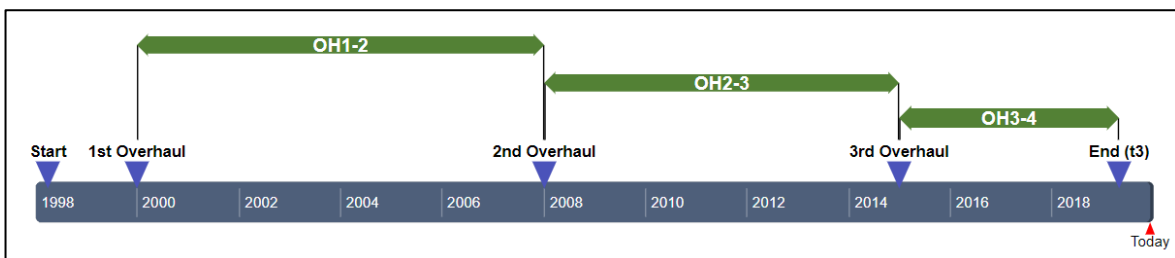 OH1-2
OH2-3
OH3-4
Start 1st Overhaul 2nd Overhaul 3rd Overhaul End (t3)
1998 2000 2002 2004 2006 2008 2010 2012 2014 2016 2018
Today